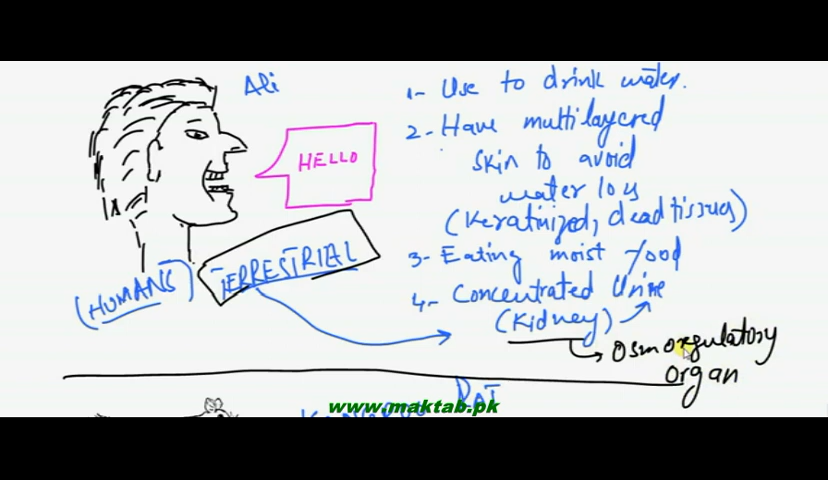 Ali
HELLO
(HUMANS)
TERRESTRIAL
1- Use to drink water.
2- Have multilayered
skin to avoid
water loss
(Keratinized, dead tissues)
3- Eating moist food
4- Concentrated Urine
(Kidney)
Osmoregulatory
organ
RAT
www.maktab.pk